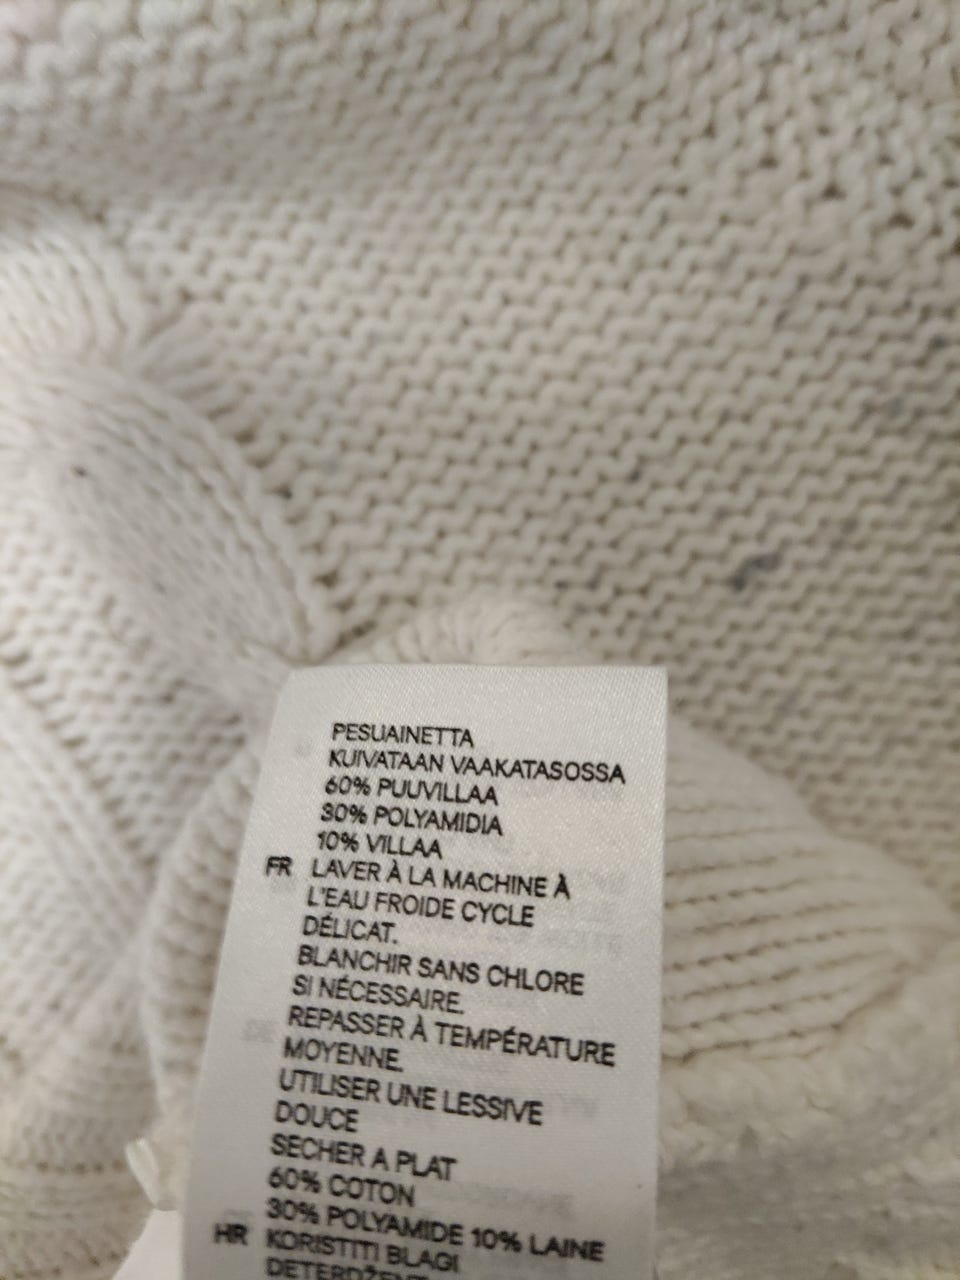 PESUAINETTA
KUIVATAAN VAAKATASOSSA
60% PUUVILLAA
30% POLYAMIDIA
10% VILLAA
FR LAVER À LA MACHINE À
L'EAU FROIDE CYCLE
DÉLICAT.
BLANCHIR SANS CHLORE
SI NÉCESSAIRE.
REPASSER À TEMPÉRATURE
MOYENNE.
UTILISER UNE LESSIVE
DOUCE
SECHER A PLAT
60% COTON
30% POLYAMIDE 10% LAINE
HR KORISTITI BLAGI